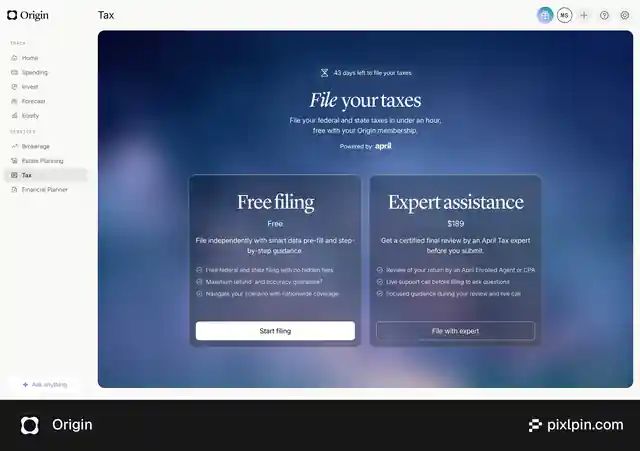 Origin
Tax
MS
TRACK
Home
Spending
Invest
Forecast
Equity
SERVICES
Brokerage
Estate Planning
Tax
Financial Planner
Ask anything
43 days left to file your taxes
File your taxes
File your federal and state taxes in under an hour,
free with your Origin membership.
Powered by april
Free filing
Free
File independently with smart data pre-fill and step-
by-step guidance
Free federal and state filing with no hidden fees
Maximum refund and accuracy guarantee¹
Navigate your scenario with nationwide coverage
Start filing
Expert assistance
$189
Get a certified final review by an April Tax expert
before you submit.
Review of your return by an April Enrolled Agent or CPA
Live support call before filing to ask questions
Focused guidance during your review and live call
File with expert
Origin
pixlpin.com